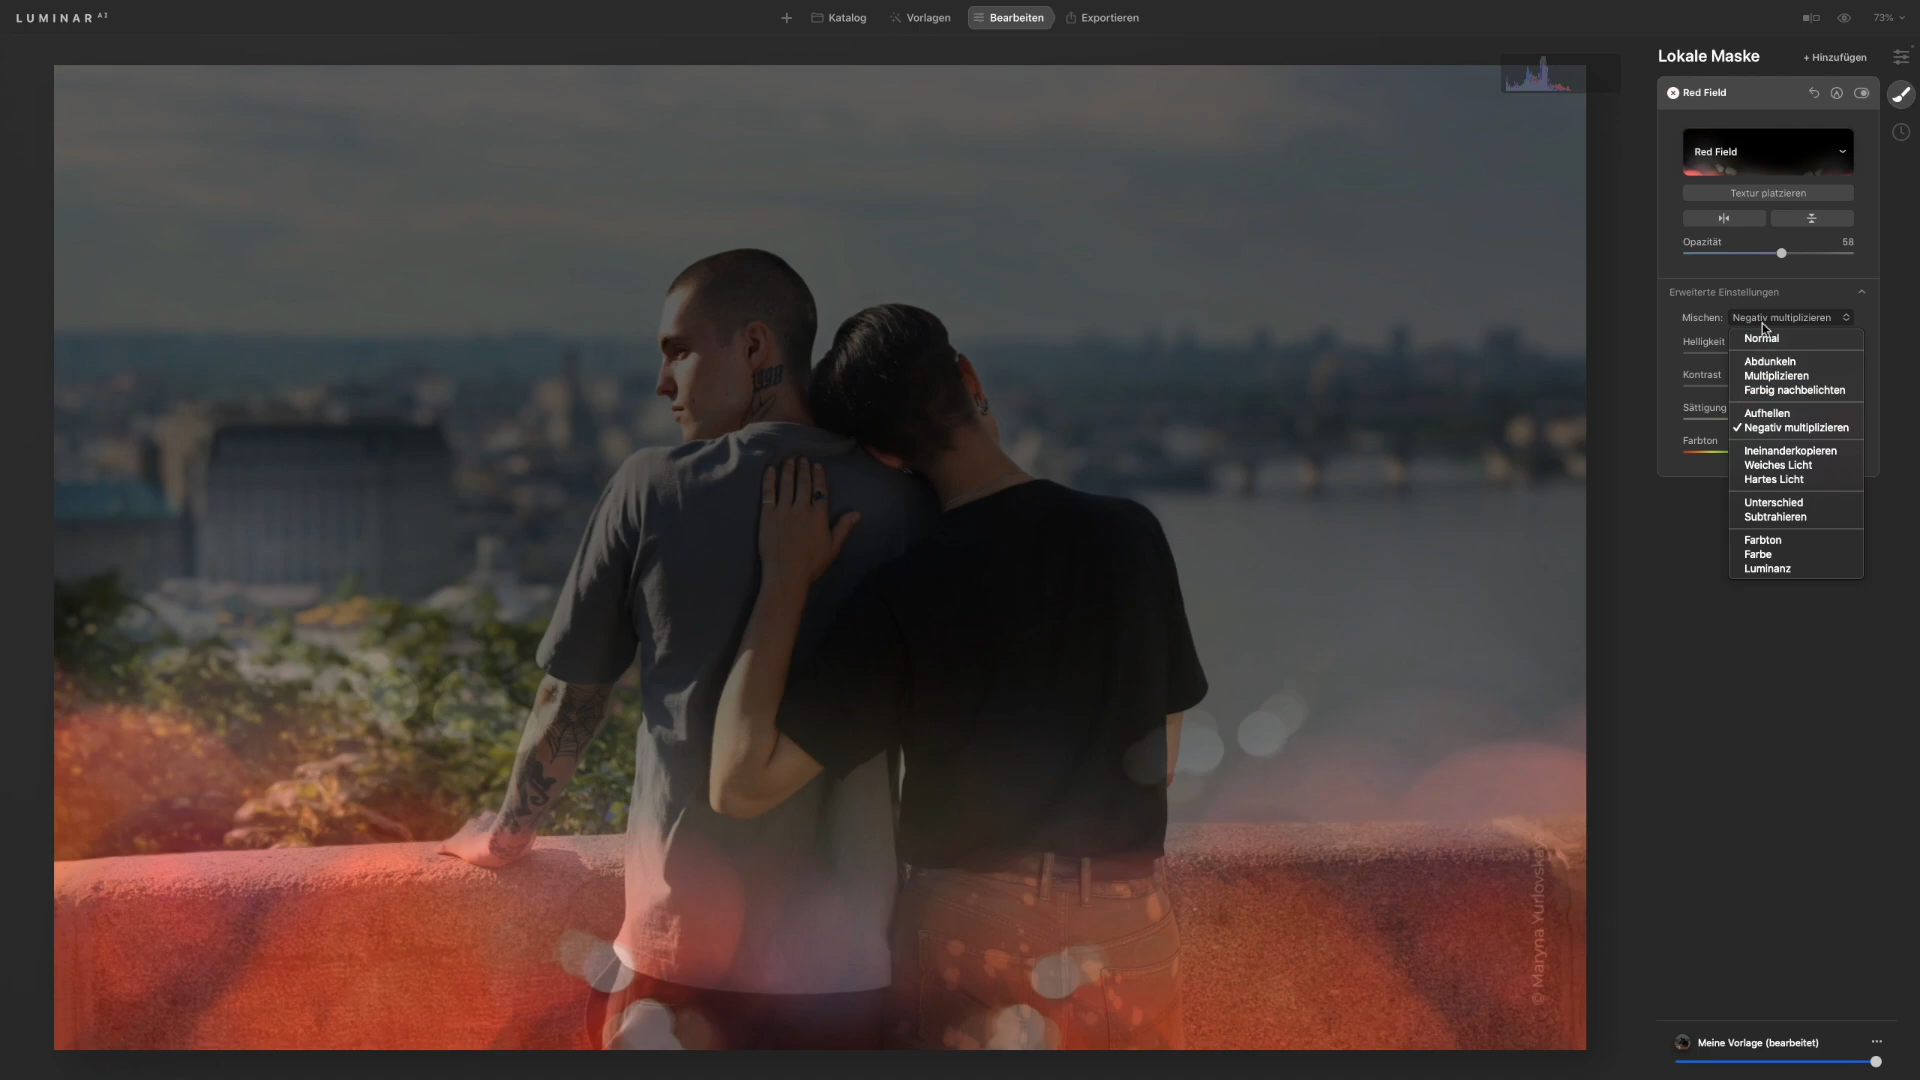 LUMINAR AI
Katalog
Vorlagen
Bearbeiten
Exportieren
73%
Lokale Maske
+ Hinzufügen
Red Field
Red Field
Textur platzieren
Opazität 58
Erweiterte Einstellungen
Mischen: Negativ multiplizieren
Helligkeit
Kontrast
Sättigung
Farbton
Normal
Abdunkeln
Multiplizieren
Farbig nachbelichten
Aufhellen
✓ Negativ multiplizieren
Ineinanderkopieren
Weiches Licht
Hartes Licht
Unterschied
Subtrahieren
Farbton
Farbe
Luminanz
1998
© Maryna Yurlovska
Meine Vorlage (bearbeitet)